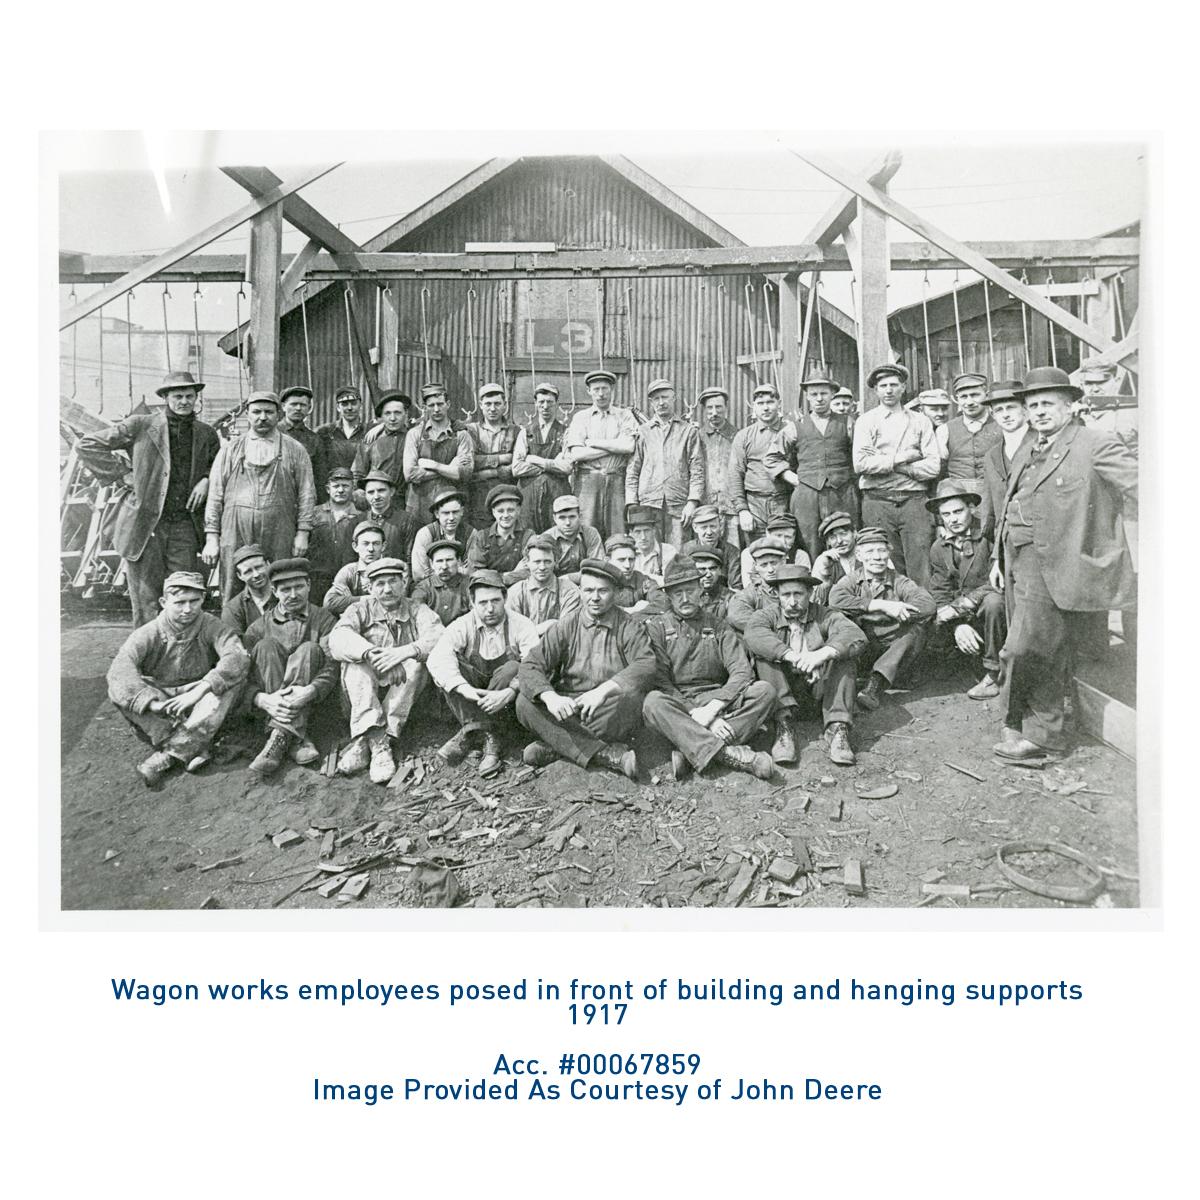 L 3
Wagon works employees posed in front of building and hanging supports
1917
Acc. #00067859
Image Provided As Courtesy of John Deere